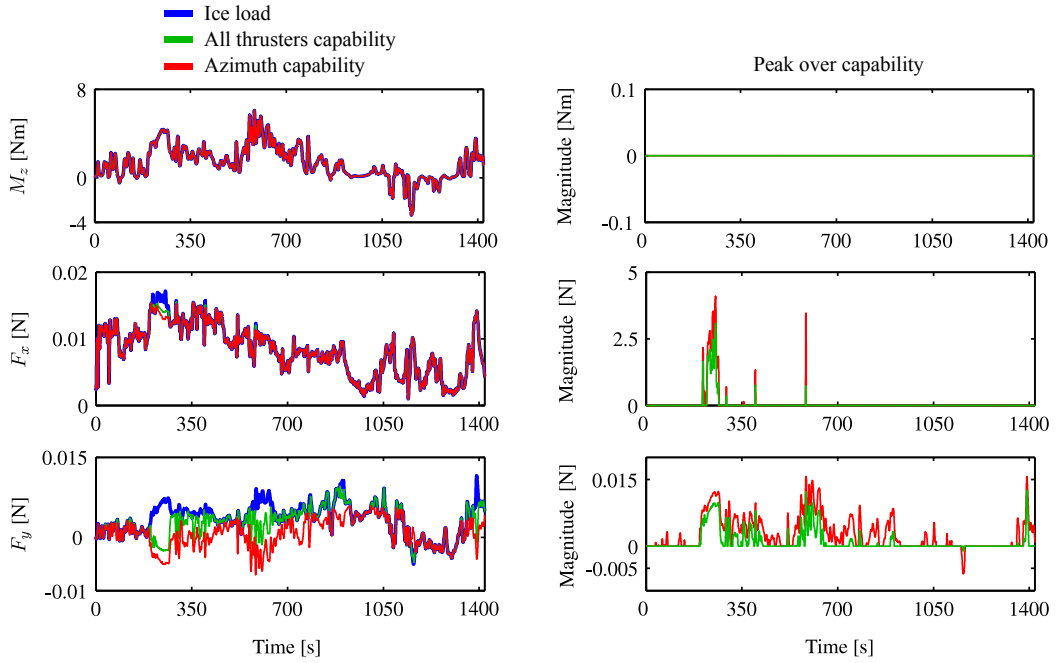 Ice load
All thrusters capability
Azimuth capability
Peak over capability
M_z [Nm]
8
4
0
-4
0 350 700 1050 1400
Magnitude [Nm]
0.1
0
-0.1
0 350 700 1050 1400
F_x [N]
0.02
0.01
0
0 350 700 1050 1400
Magnitude [N]
5
2.5
0
0 350 700 1050 1400
F_y [N]
0.015
0
-0.01
0 350 700 1050 1400
Time [s]
Magnitude [N]
0.015
0
-0.005
0 350 700 1050 1400
Time [s]